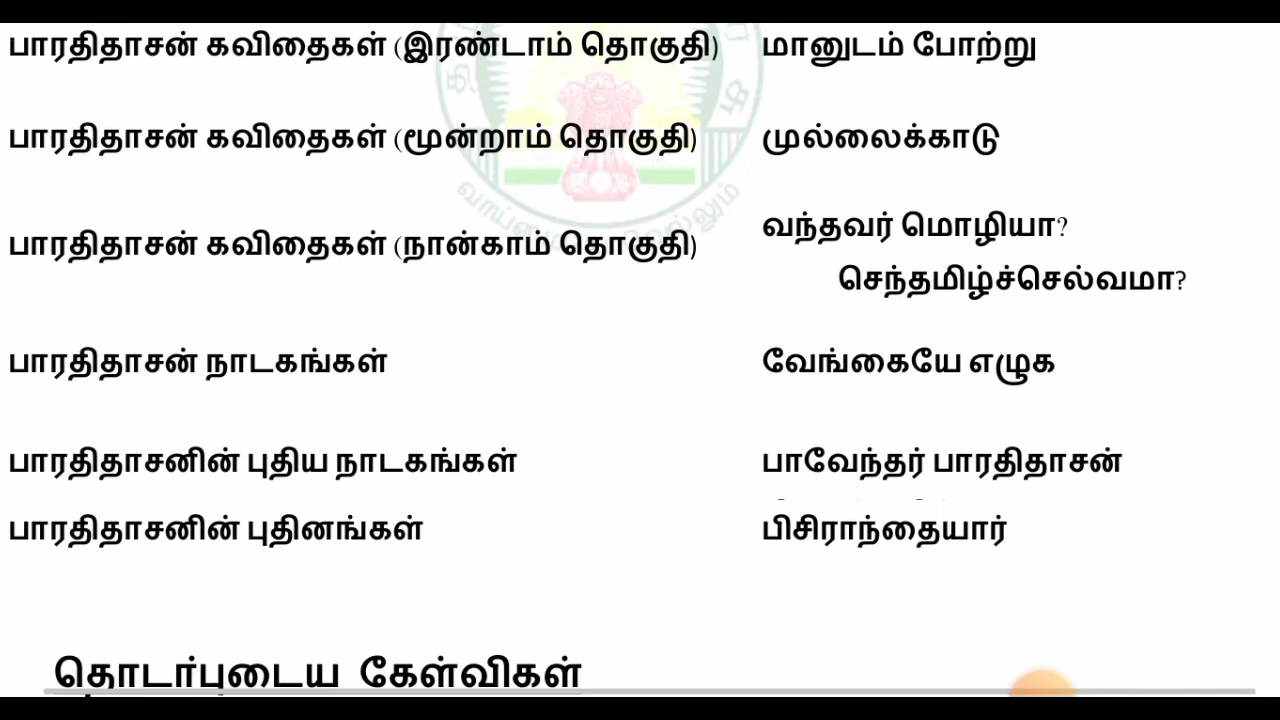 பாரதிதாசன் கவிதைகள் (இரண்டாம் தொகுதி) மானுடம் போற்று
பாரதிதாசன் கவிதைகள் (மூன்றாம் தொகுதி) முல்லைக்காடு
பாரதிதாசன் கவிதைகள் (நான்காம் தொகுதி) வந்தவர் மொழியா?
செந்தமிழ்ச்செல்வமா?
பாரதிதாசன் நாடகங்கள் வேங்கையே எழுக
பாரதிதாசனின் புதிய நாடகங்கள் பாவேந்தர் பாரதிதாசன்
பாரதிதாசனின் புதினங்கள் பிசிராந்தையார்
தொடர்புடைய கேள்விகள்